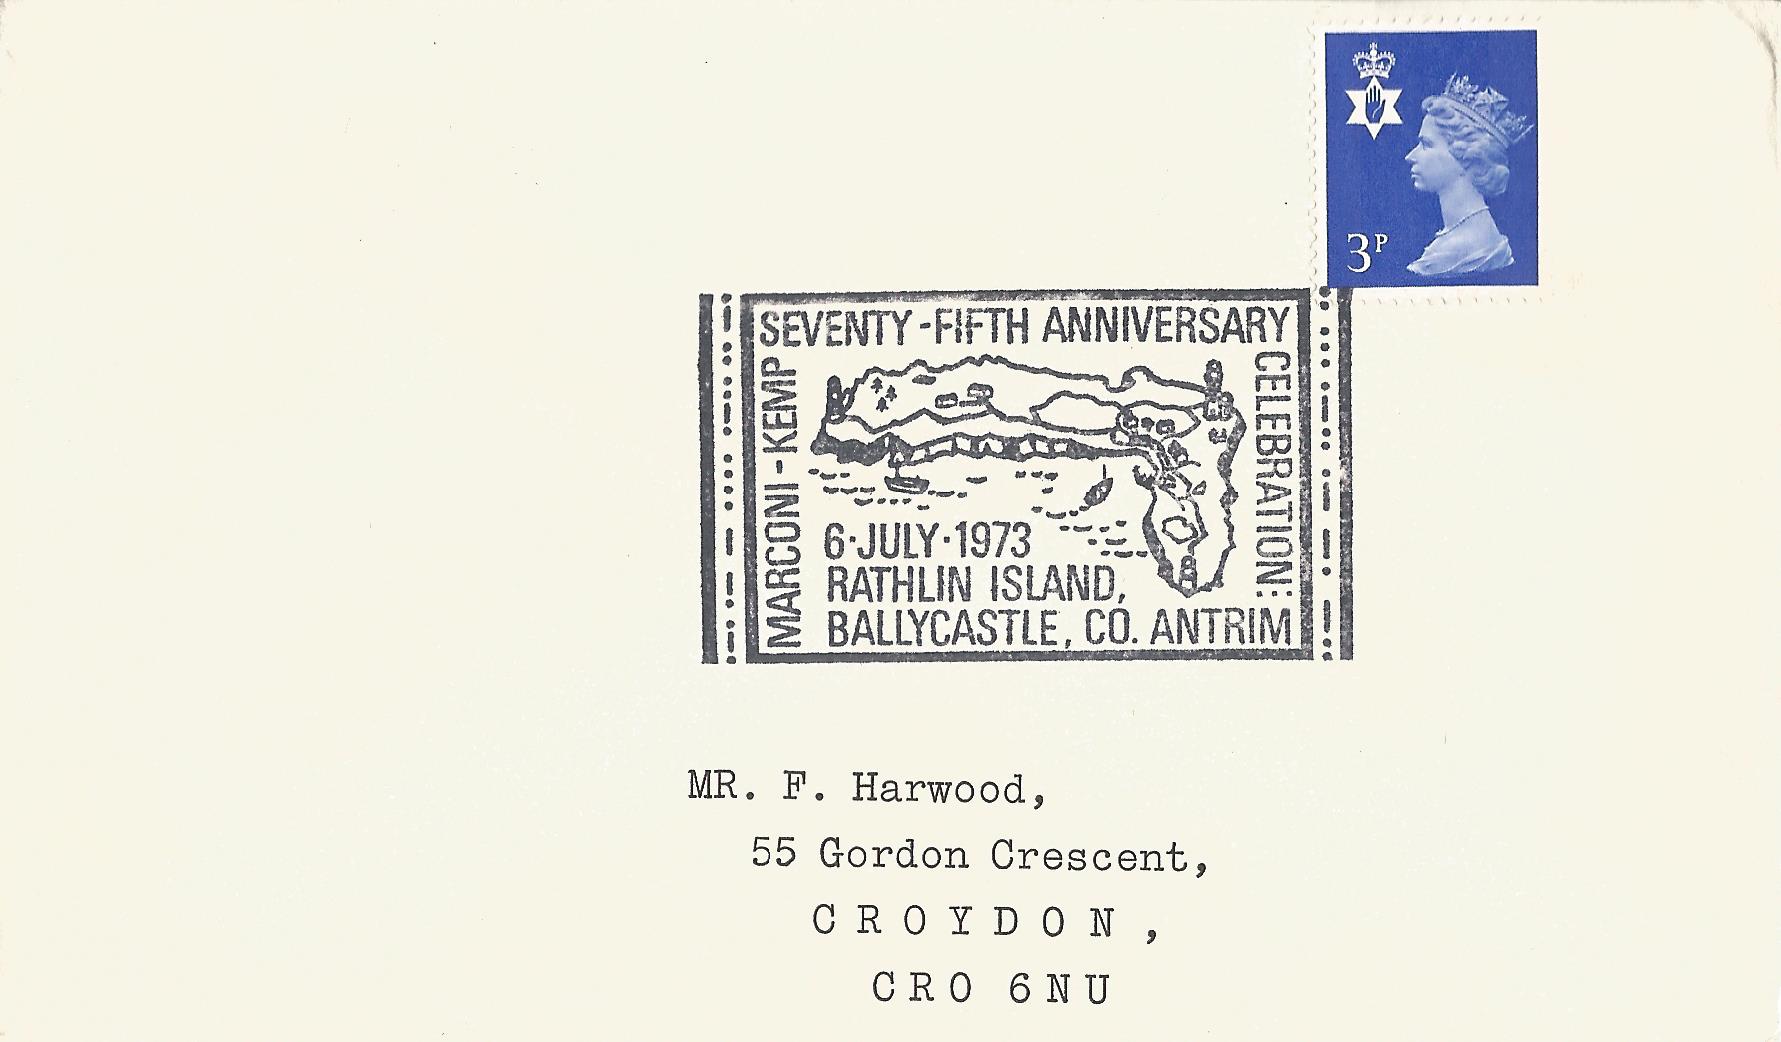 3P
SEVENTY-FIFTH ANNIVERSARY
MARCONI-KEMP
CELEBRATION:
6·JULY·1973
RATHLIN ISLAND,
BALLYCASTLE, CO. ANTRIM
MR. F. Harwood,
55 Gordon Crescent,
CROYDON,
CRO 6NU